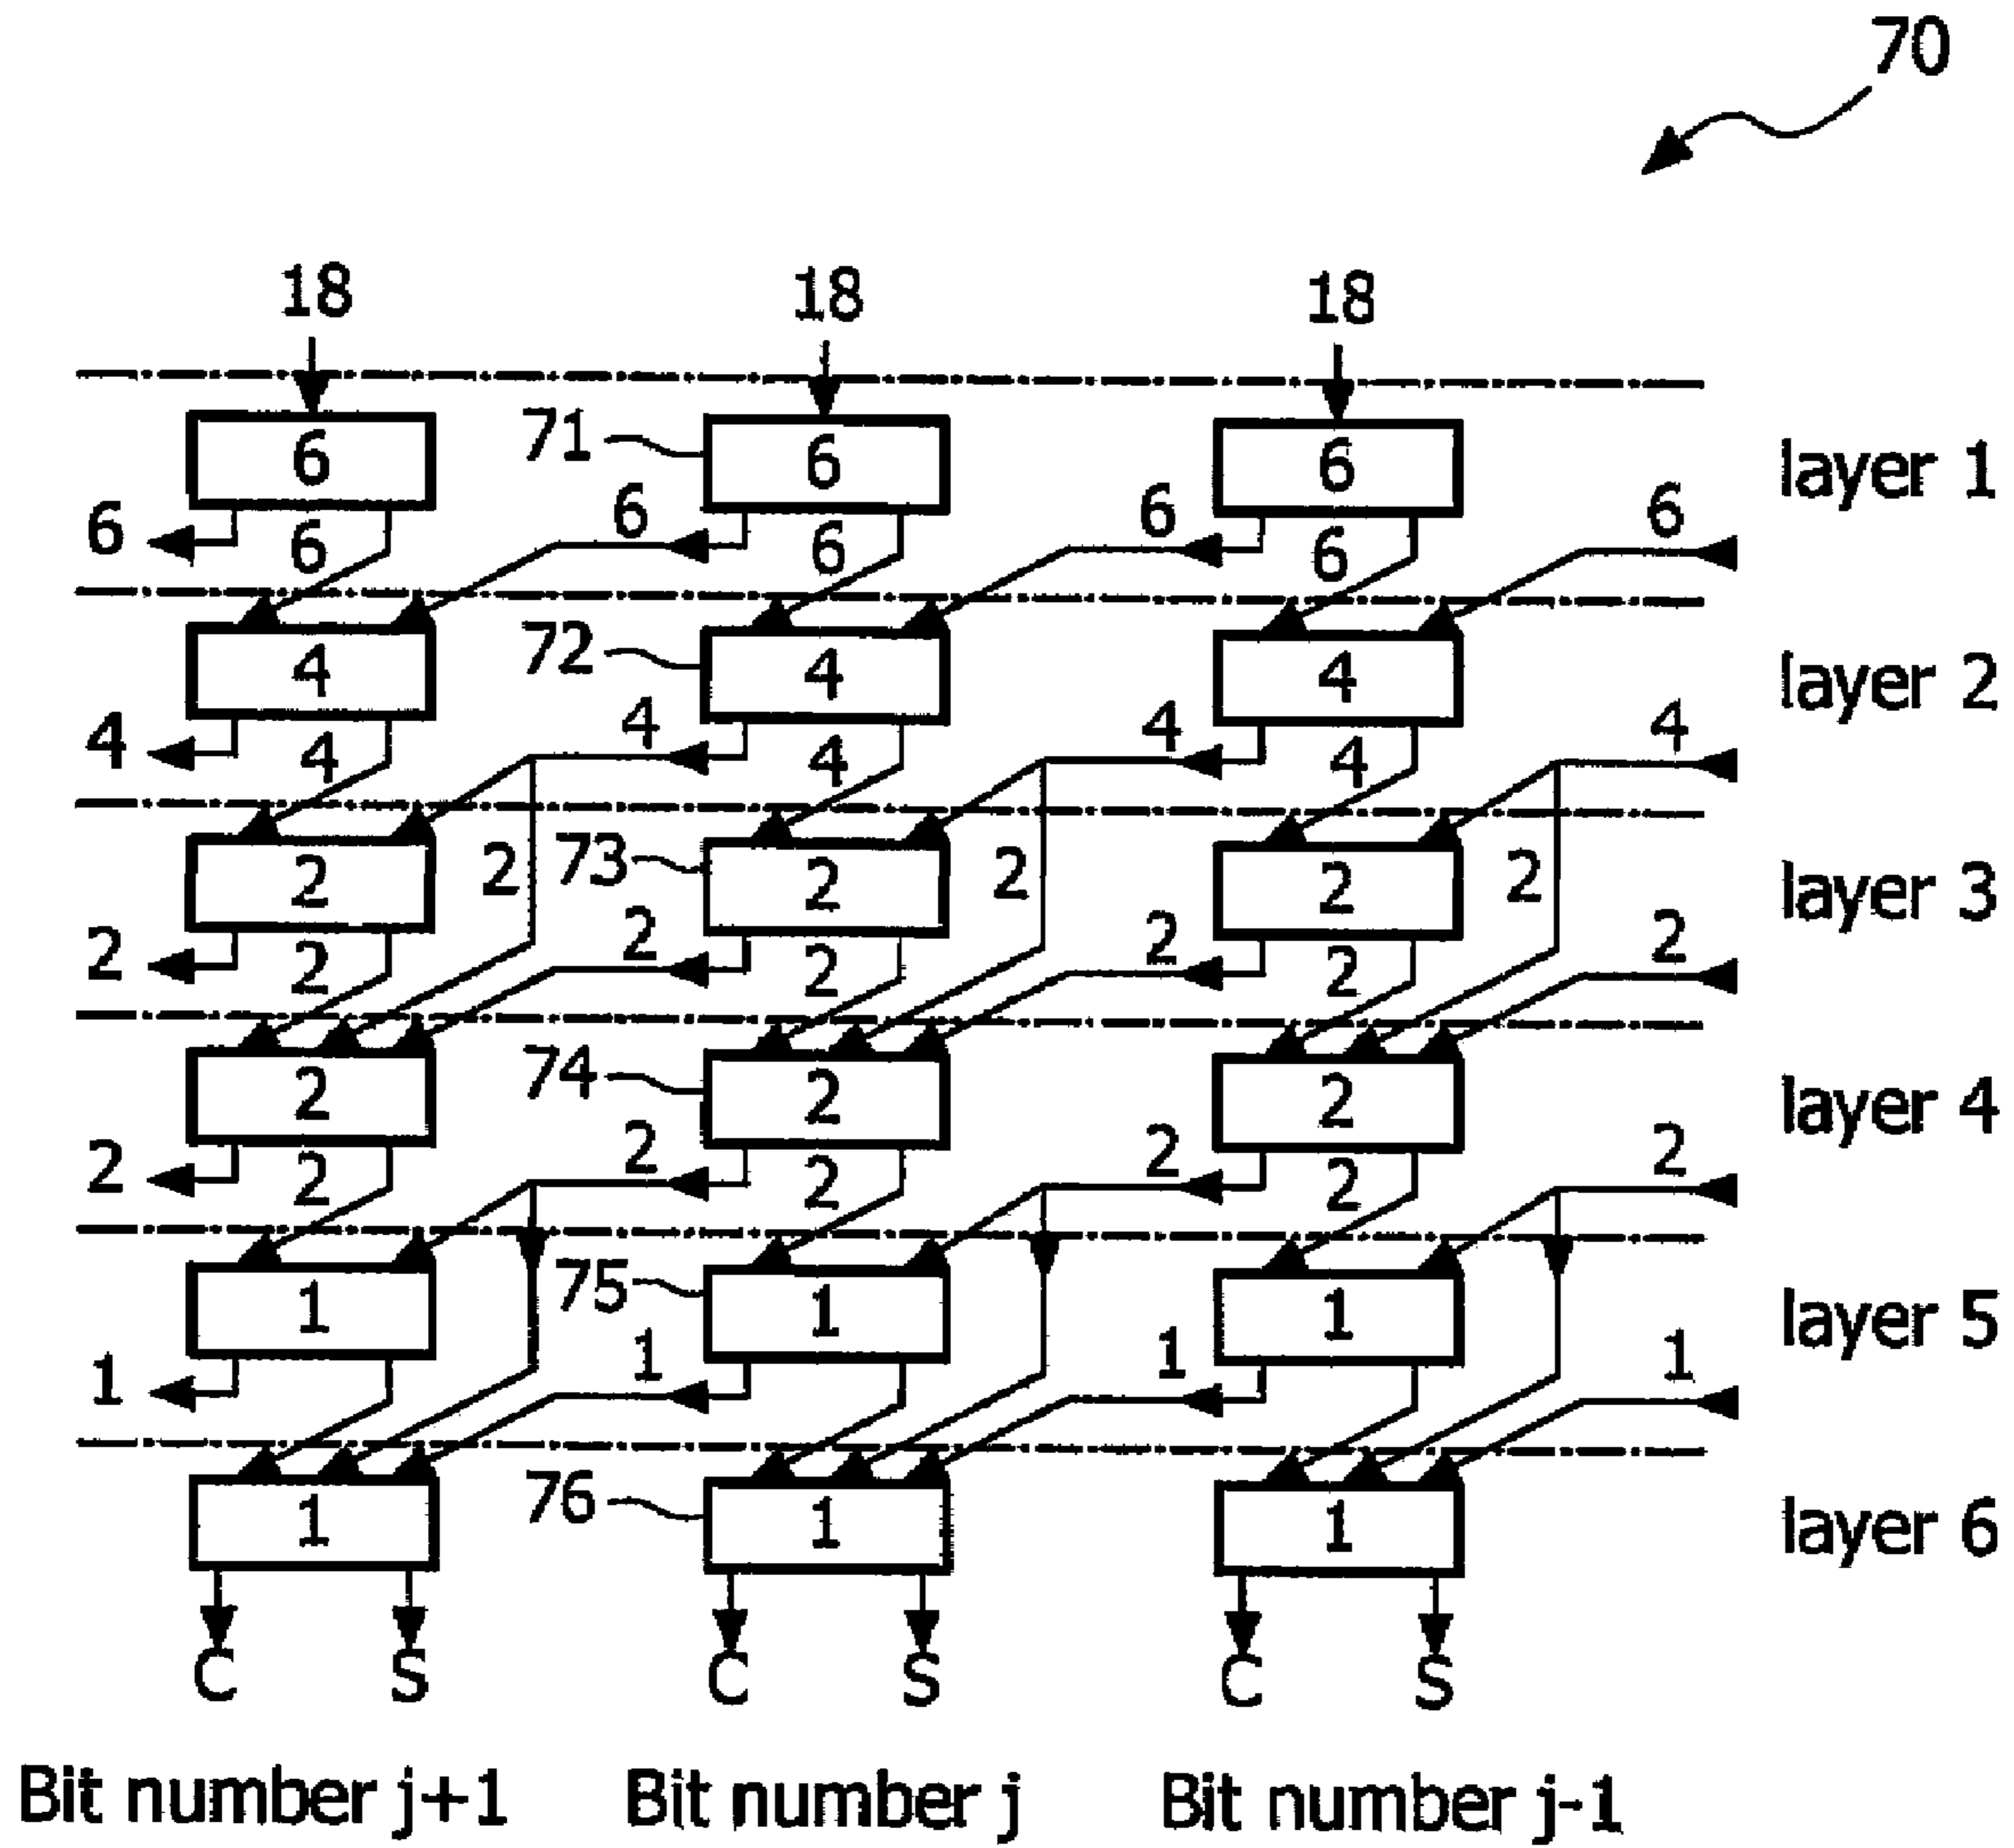 70
18 18 18
6 71 6 6 layer 1
6 6 6 6 6 6 6
4 72 4 4 layer 2
4 4 4 4 4 4 4
2 2 73 2 2 2 2 layer 3
2 2 2 2 2 2 2
2 74 2 2 layer 4
2 2 2 2 2 2 2
1 75 1 1 layer 5
1 1 1 1
1 76 1 1 layer 6
C S C S C S
Bit number j+1 Bit number j Bit number j-1